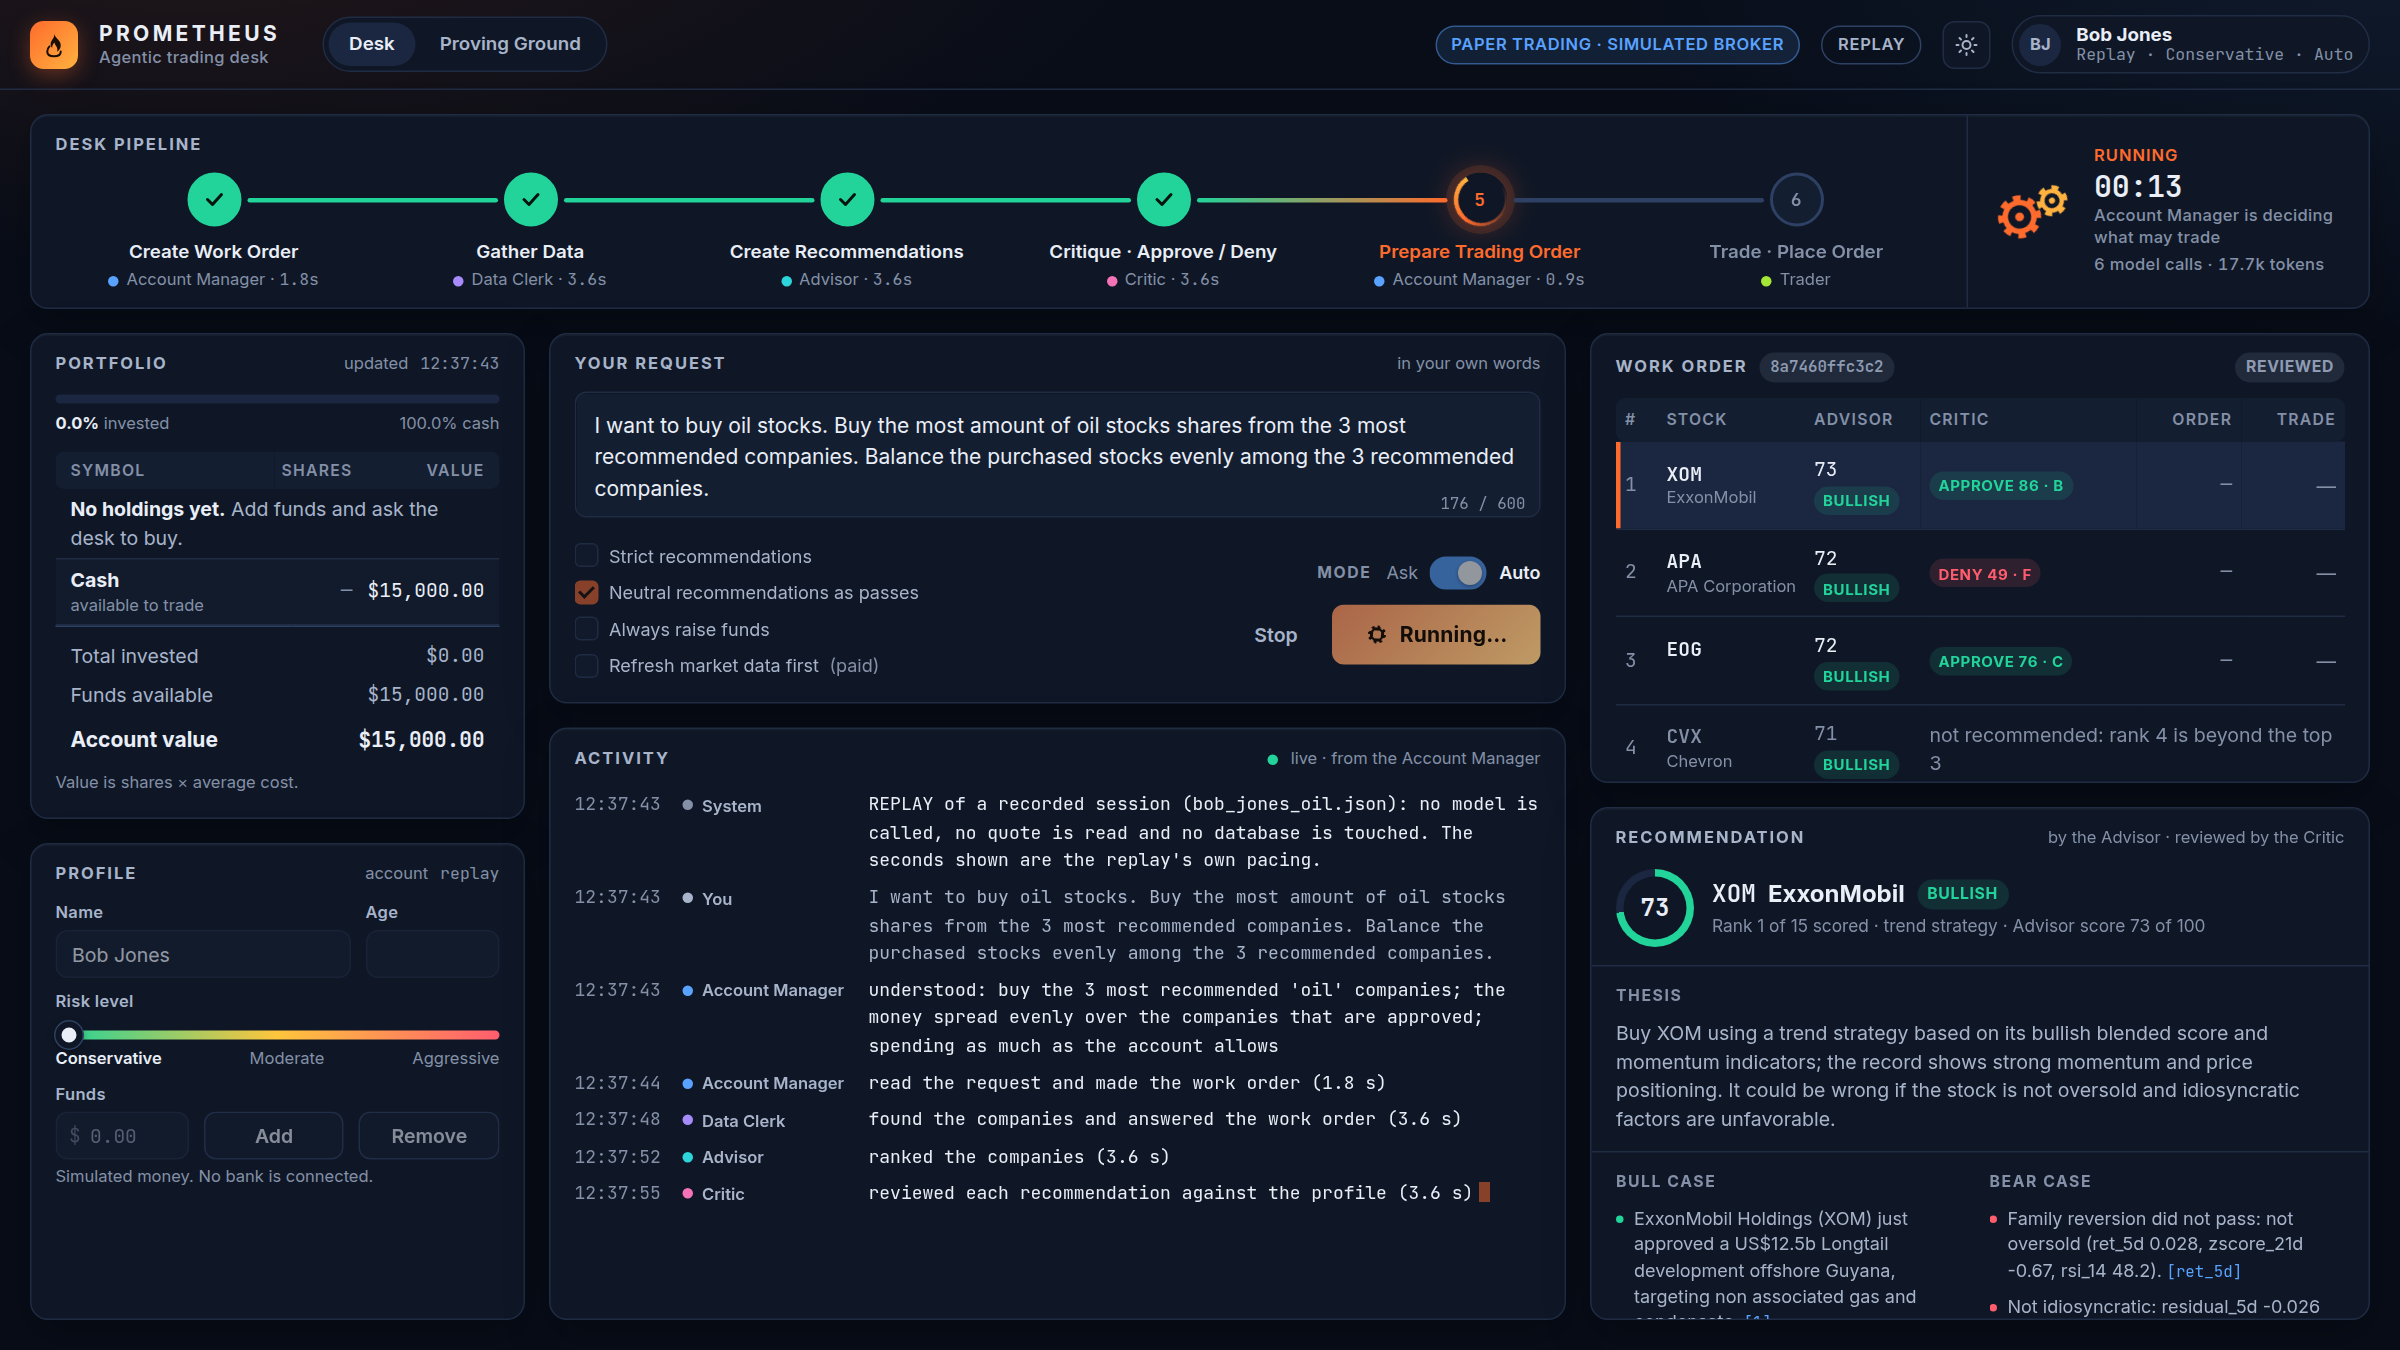 PROMETHEUS
Agentic trading desk
Desk
Proving Ground
PAPER TRADING · SIMULATED BROKER
REPLAY
BJ
Bob Jones
Replay · Conservative · Auto
DESK PIPELINE
5
6
Create Work Order
Gather Data
Create Recommendations
Critique · Approve / Deny
Prepare Trading Order
Trade · Place Order
Account Manager · 1.8s
Data Clerk · 3.6s
Advisor · 3.6s
Critic · 3.6s
Account Manager · 0.9s
Trader
RUNNING
00:13
Account Manager is deciding
what may trade
6 model calls · 17.7k tokens
PORTFOLIO
updated 12:37:43
0.0% invested
100.0% cash
SYMBOL SHARES VALUE
No holdings yet. Add funds and ask the
desk to buy.
Cash
available to trade
– $15,000.00
Total invested $0.00
Funds available $15,000.00
Account value $15,000.00
Value is shares × average cost.
PROFILE
account replay
Name
Age
Bob Jones
Risk level
Conservative Moderate Aggressive
Funds
$ 0.00
Add
Remove
Simulated money. No bank is connected.
YOUR REQUEST
in your own words
I want to buy oil stocks. Buy the most amount of oil stocks shares from the 3 most
recommended companies. Balance the purchased stocks evenly among the 3 recommended
companies.
176 / 600
Strict recommendations
Neutral recommendations as passes
Always raise funds
Refresh market data first (paid)
MODE Ask Auto
Stop
Running...
ACTIVITY
live · from the Account Manager
12:37:43 System REPLAY of a recorded session (bob_jones_oil.json): no model is
called, no quote is read and no database is touched. The
seconds shown are the replay's own pacing.
12:37:43 You I want to buy oil stocks. Buy the most amount of oil stocks
shares from the 3 most recommended companies. Balance the
purchased stocks evenly among the 3 recommended companies.
12:37:43 Account Manager understood: buy the 3 most recommended 'oil' companies; the
money spread evenly over the companies that are approved;
spending as much as the account allows
12:37:44 Account Manager read the request and made the work order (1.8 s)
12:37:48 Data Clerk found the companies and answered the work order (3.6 s)
12:37:52 Advisor ranked the companies (3.6 s)
12:37:55 Critic reviewed each recommendation against the profile (3.6 s)
WORK ORDER
8a7460ffc3c2
REVIEWED
# STOCK ADVISOR CRITIC ORDER TRADE
1 XOM 73 APPROVE 86 · B – —
ExxonMobil BULLISH
2 APA 72 DENY 49 · F – —
APA Corporation BULLISH
3 EOG 72 APPROVE 76 · C – —
BULLISH
4 CVX 71 not recommended: rank 4 is beyond the top
Chevron BULLISH 3
RECOMMENDATION
by the Advisor · reviewed by the Critic
73
XOM ExxonMobil BULLISH
Rank 1 of 15 scored · trend strategy · Advisor score 73 of 100
THESIS
Buy XOM using a trend strategy based on its bullish blended score and
momentum indicators; the record shows strong momentum and price
positioning. It could be wrong if the stock is not oversold and idiosyncratic
factors are unfavorable.
BULL CASE
ExxonMobil Holdings (XOM) just
approved a US$12.5b Longtail
development offshore Guyana,
targeting non associated gas and
BEAR CASE
Family reversion did not pass: not
oversold (ret_5d 0.028, zscore_21d
-0.67, rsi_14 48.2). [ret_5d]
Not idiosyncratic: residual_5d -0.026